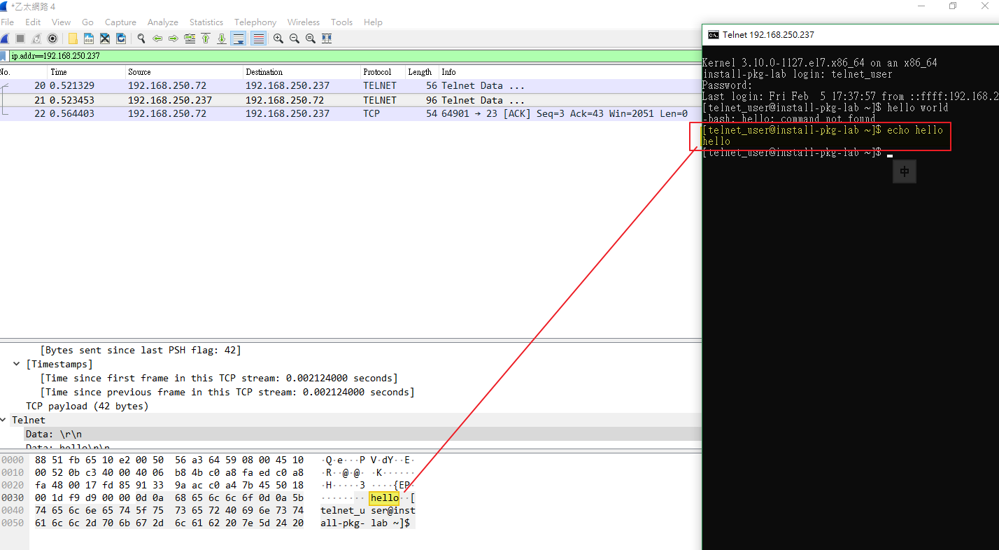 *乙太網路 4
File Edit View Go Capture Analyze Statistics Telephony Wireless Tools Help
ip.addr==192.168.250.237
No. Time Source Destination Protocol Length Info
20 0.521329 192.168.250.72 192.168.250.237 TELNET 56 Telnet Data ...
21 0.523453 192.168.250.237 192.168.250.72 TELNET 96 Telnet Data ...
22 0.564403 192.168.250.72 192.168.250.237 TCP 54 64901 → 23 [ACK] Seq=3 Ack=43 Win=2051 Len=0
[Bytes sent since last PSH flag: 42]
[Timestamps]
[Time since first frame in this TCP stream: 0.002124000 seconds]
[Time since previous frame in this TCP stream: 0.002124000 seconds]
TCP payload (42 bytes)
Telnet
Data: \r\n
Data: hello\r\n
0000 88 51 fb 65 10 e2 00 50 56 a3 64 59 08 00 45 10 ·Q·e···P V·dY··E·
0010 00 52 0b c3 40 00 40 06 b8 4b c0 a8 fa ed c0 a8 ·R··@·@· ·K······
0020 fa 48 00 17 fd 85 91 33 9a ac c0 a4 7b 45 50 18 ·H·····3 ····{EP·
0030 00 1d f9 d9 00 00 0d 0a 68 65 6c 6c 6f 0d 0a 5b ········ hello··[
0040 74 65 6c 6e 65 74 5f 75 73 65 72 40 69 6e 73 74 telnet_u ser@inst
0050 61 6c 6c 2d 70 6b 67 2d 6c 61 62 20 7e 5d 24 20 all-pkg- lab ~]$
Telnet 192.168.250.237
Kernel 3.10.0-1127.el7.x86_64 on an x86_64
install-pkg-lab login: telnet_user
Password:
Last login: Fri Feb 5 17:37:57 from ::ffff:192.168.2
[telnet_user@install-pkg-lab ~]$ hello world
-bash: hello: command not found
[telnet_user@install-pkg-lab ~]$ echo hello
hello
[telnet_user@install-pkg-lab ~]$
中